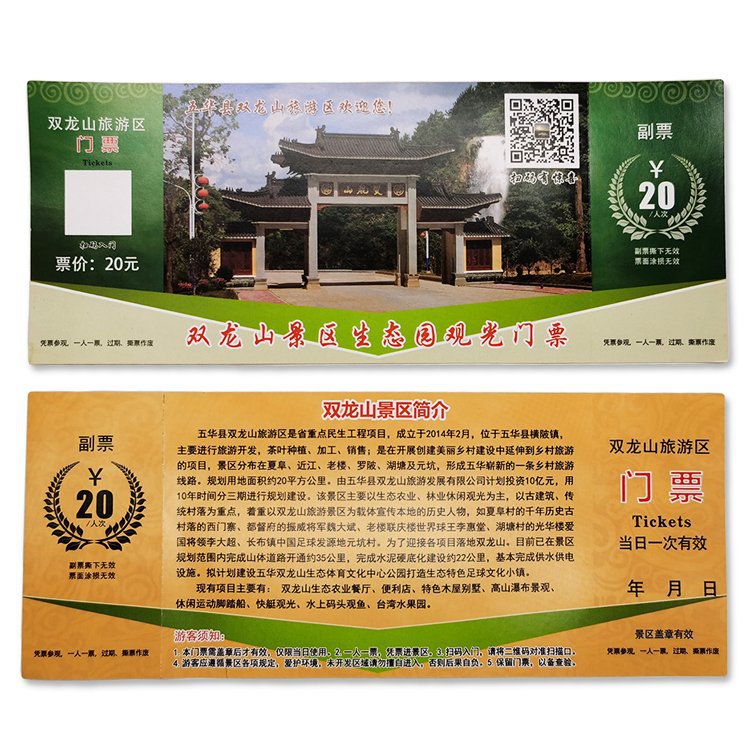 双龙山旅游区
门票
Tickets
扫码入闸
票价：20元
五华县双龙山旅游区欢迎您！
扫码有惊喜
副票
¥
20
/人次
副票撕下无效
票面涂损无效
双龙山景区生态园观光门票
凭票参观，一人一票，过期、撕票作废
凭票参观，一人一票，过期、撕票作废
副票
¥
20
/人次
副票撕下无效
票面涂损无效
凭票参观，一人一票，过期、撕票作废
双龙山景区简介
五华县双龙山旅游区是省重点民生工程项目，成立于2014年2月，位于五华县横陂镇，
主要进行旅游开发，茶叶种植、加工、销售；是在开展创建美丽乡村建设中延伸到乡村旅游
的项目，景区分布在夏阜、近江、老楼、罗陂、湖塘及元坑，形成五华崭新的一条乡村旅游
线路。规划用地面积约20平方公里。由五华县双龙山旅游发展有限公司计划投资10亿元，用
10年时间分三期进行规划建设。该景区主要以生态农业、林业休闲观光为主，以古建筑、传
统村落为重点，着重以双龙山旅游景区为载体宣传本地的历史人物，如夏阜村的千年历史古
村落的西门寨、都督府的振威将军魏大斌、老楼联庆楼世界球王李惠堂、湖塘村的光华楼爱
国将领李大超、长布镇中国足球发源地元坑村。为了迎接各项目落地双龙山。目前已在景区
规划范围内完成山体道路开通约35公里，完成水泥硬底化建设约22公里，基本完成供水供电
设施。拟计划建设五华双龙山生态体育文化中心公园打造生态特色足球文化小镇。
现有项目主要有： 双龙山生态农业餐厅、便利店、特色木屋别墅、高山瀑布景观、
休闲运动脚踏船、快艇观光、水上码头观鱼、台湾水果园。
游客须知：
1. 本门票需盖章后才有效，仅限当日使用。2. 一人一票，凭票进景区。3. 扫码入门，请将二维码对准扫描口。
4. 游客应遵循景区各项规定，爱护环境，未开发区域请勿擅自进入，否则后果自负。5. 保留门票，以备查验。
双龙山旅游区
门票
Tickets
当日一次有效
年 月 日
景区盖章有效
凭票参观，一人一票，过期、撕票作废